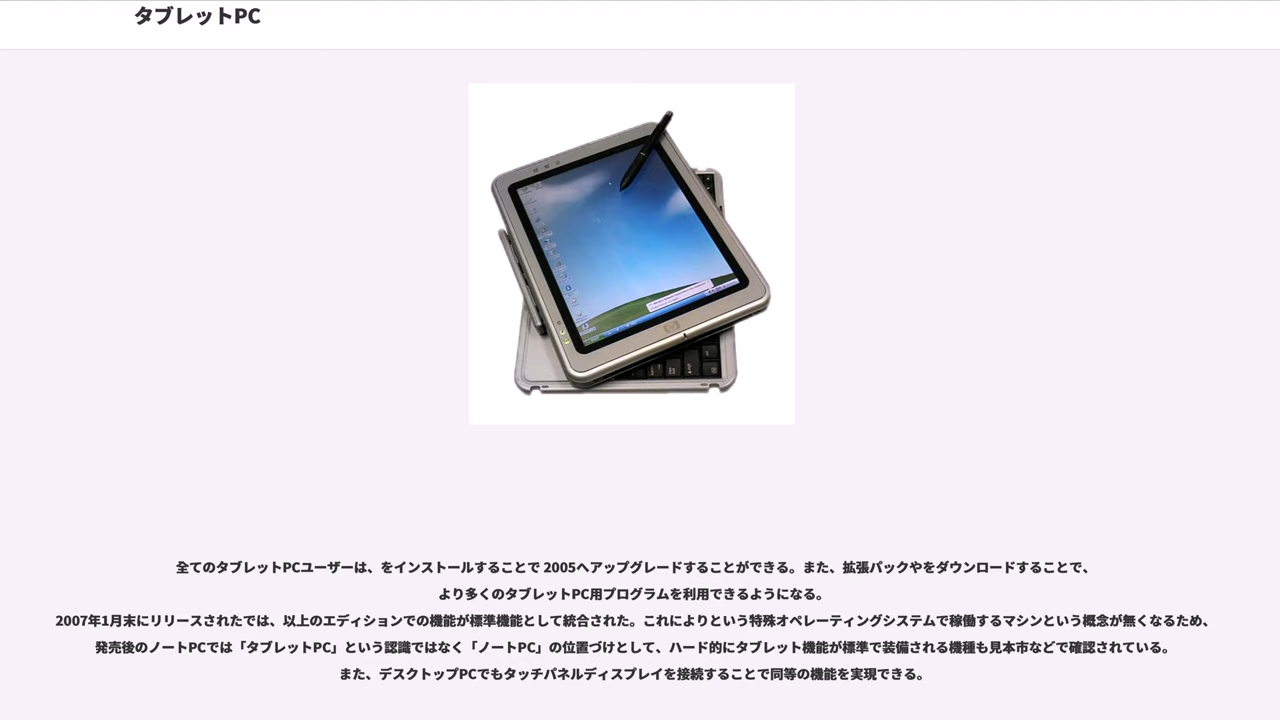 タブレットPC
全てのタブレットPCユーザーは、をインストールすることで 2005へアップグレードすることができる。また、拡張パックやをダウンロードすることで、
より多くのタブレットPC用プログラムを利用できるようになる。
2007年1月末にリリースされたでは、以上のエディションでの機能が標準機能として統合された。これによりという特殊オペレーティングシステムで稼働するマシンという概念が無くなるため、
発売後のノートPCでは「タブレットPC」という認識ではなく「ノートPC」の位置づけとして、ハード的にタブレット機能が標準で装備される機種も見本市などで確認されている。
また、デスクトップPCでもタッチパネルディスプレイを接続することで同等の機能を実現できる。